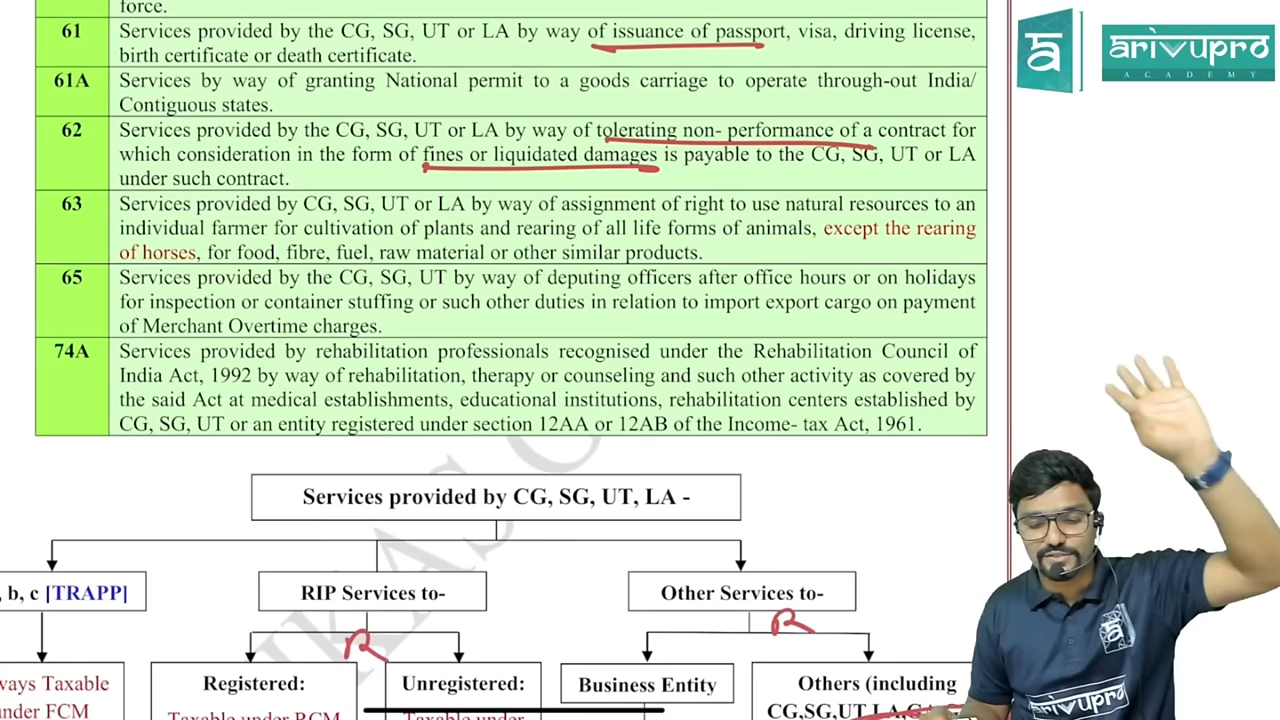 force.
61 Services provided by the CG, SG, UT or LA by way of issuance of passport, visa, driving license,
birth certificate or death certificate.
61A Services by way of granting National permit to a goods carriage to operate through-out India/
Contiguous states.
62 Services provided by the CG, SG, UT or LA by way of tolerating non- performance of a contract for
which consideration in the form of fines or liquidated damages is payable to the CG, SG, UT or LA
under such contract.
63 Services provided by CG, SG, UT or LA by way of assignment of right to use natural resources to an
individual farmer for cultivation of plants and rearing of all life forms of animals, except the rearing
of horses, for food, fibre, fuel, raw material or other similar products.
65 Services provided by the CG, SG, UT by way of deputing officers after office hours or on holidays
for inspection or container stuffing or such other duties in relation to import export cargo on payment
of Merchant Overtime charges.
74A Services provided by rehabilitation professionals recognised under the Rehabilitation Council of
India Act, 1992 by way of rehabilitation, therapy or counseling and such other activity as covered by
the said Act at medical establishments, educational institutions, rehabilitation centers established by
CG, SG, UT or an entity registered under section 12AA or 12AB of the Income- tax Act, 1961.
Services provided by CG, SG, UT, LA -
, b, c [TRAPP]
RIP Services to-
Other Services to-
R
R
ways Taxable
under FCM
Registered:
Taxable under RCM
Unregistered:
Taxable under
Business Entity
Others (including
CG,SG,UT,LA,
arivupro
ACADEMY
arivupro